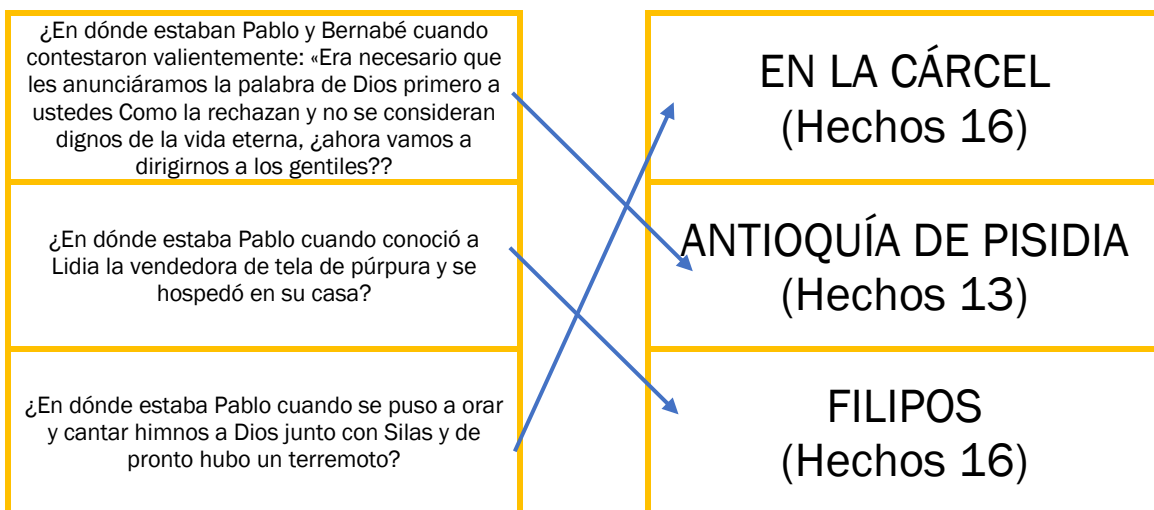 ¿En dónde estaban Pablo y Bernabé cuando
contestaron valientemente: «Era necesario que
les anunciáramos la palabra de Dios primero a
ustedes Como la rechazan y no se consideran
dignos de la vida eterna, ¿ahora vamos a
dirigirnos a los gentiles??
EN LA CÁRCEL
(Hechos 16)
¿En dónde estaba Pablo cuando conoció a
Lidia la vendedora de tela de púrpura y se
hospedó en su casa?
ANTIOQUÍA DE PISIDIA
(Hechos 13)
¿En dónde estaba Pablo cuando se puso a orar
y cantar himnos a Dios junto con Silas y de
pronto hubo un terremoto?
FILIPOS
(Hechos 16)